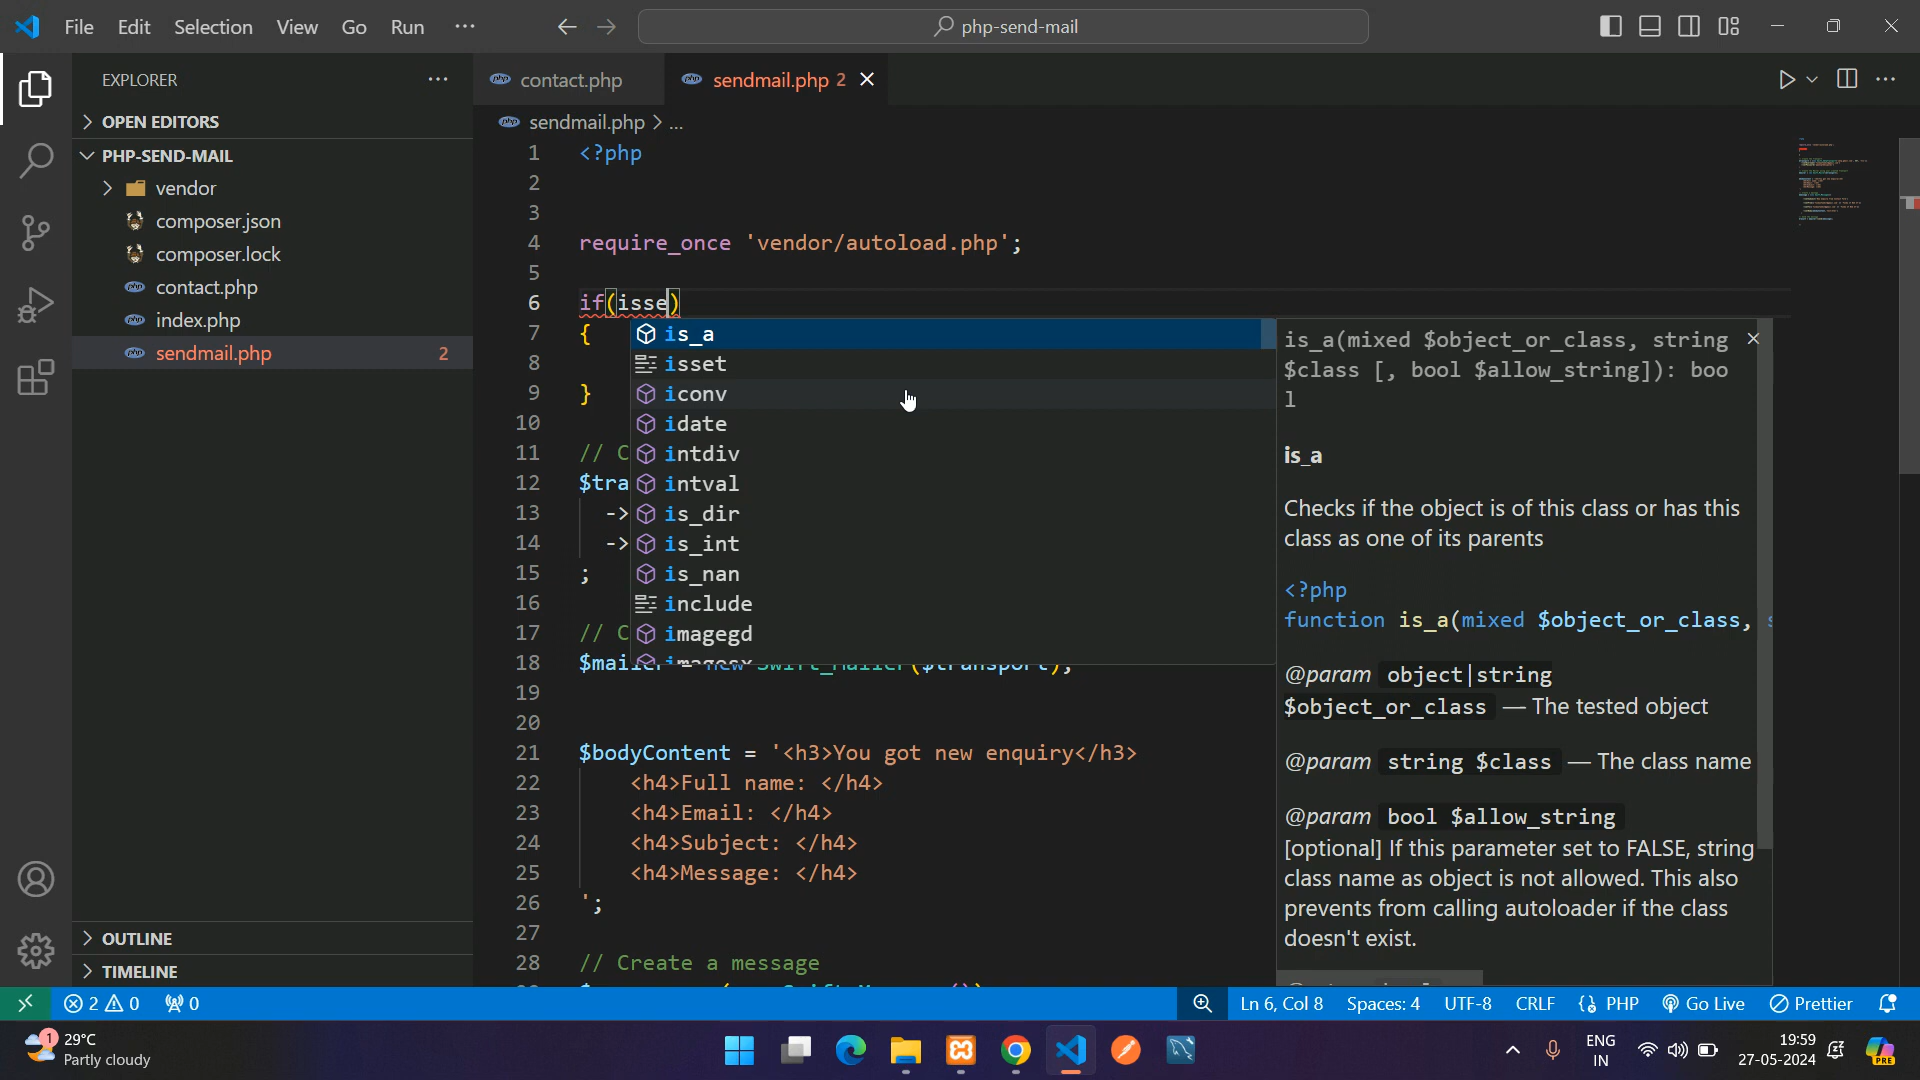 File Edit Selection View Go Run ···
php-send-mail
EXPLORER
OPEN EDITORS
PHP-SEND-MAIL
vendor
composer.json
composer.lock
contact.php
index.php
sendmail.php 2
OUTLINE
TIMELINE
contact.php
sendmail.php 2
sendmail.php > ...
1 <?php
2
3
4 require_once 'vendor/autoload.php';
5
6 if(isse)
7 {
8
9 }
10
11 // C
12 $tra
13 ->
14 ->
15 ;
16
17 // C
18 $mailer = new Swift_Mailer($transport);
19
20
21 $bodyContent = '<h3>You got new enquiry</h3>
22 <h4>Full name: </h4>
23 <h4>Email: </h4>
24 <h4>Subject: </h4>
25 <h4>Message: </h4>
26 ';
27
28 // Create a message
is_a
isset
iconv
idate
intdiv
intval
is_dir
is_int
is_nan
include
imagegd
imagesx
is_a(mixed $object_or_class, string
$class [, bool $allow_string]): boo
l
is_a
Checks if the object is of this class or has this
class as one of its parents
<?php
function is_a(mixed $object_or_class,
@param object|string
$object_or_class — The tested object
@param string $class — The class name
@param bool $allow_string
[optional] If this parameter set to FALSE, string
class name as object is not allowed. This also
prevents from calling autoloader if the class
doesn't exist.
2 0 0
Ln 6, Col 8 Spaces: 4 UTF-8 CRLF PHP Go Live Prettier
1
29°C
Partly cloudy
ENG
IN
19:59
27-05-2024
PRE